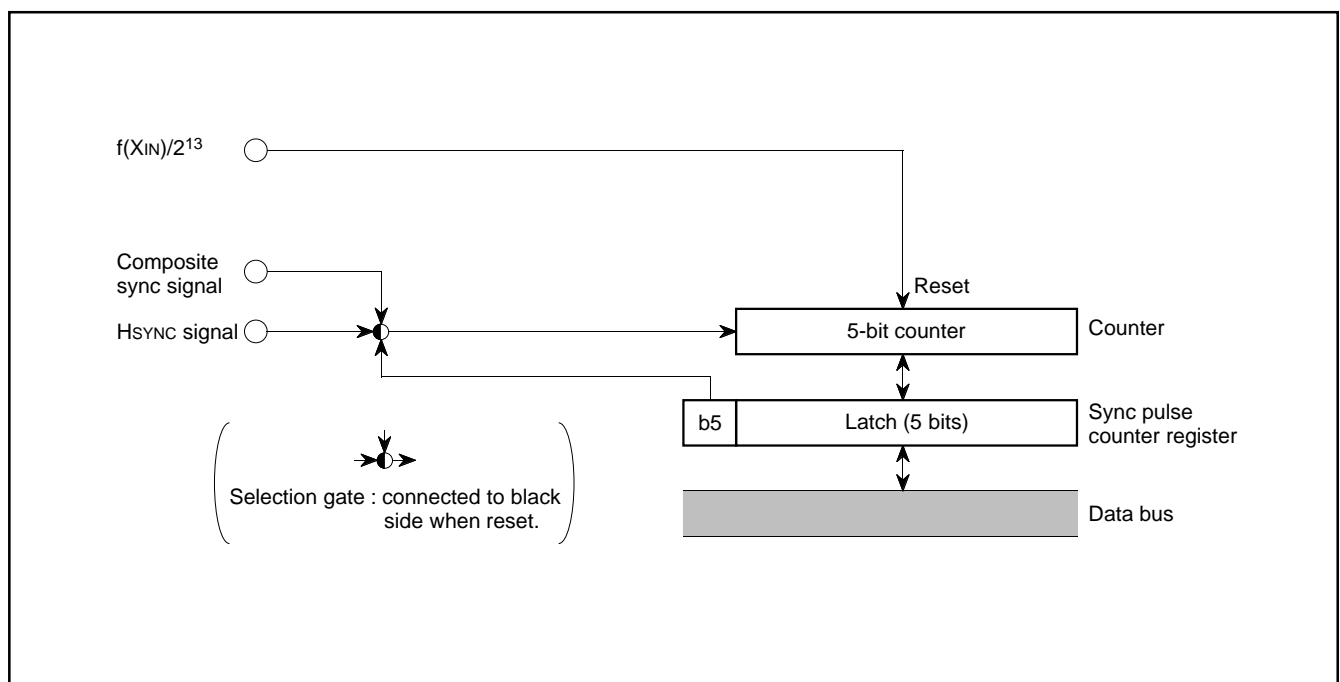 f(XIN)/2¹³
Composite
sync signal
HSYNC signal
Reset
5-bit counter
Counter
b5
Latch (5 bits)
Sync pulse
counter register
Selection gate : connected to black
side when reset.
Data bus